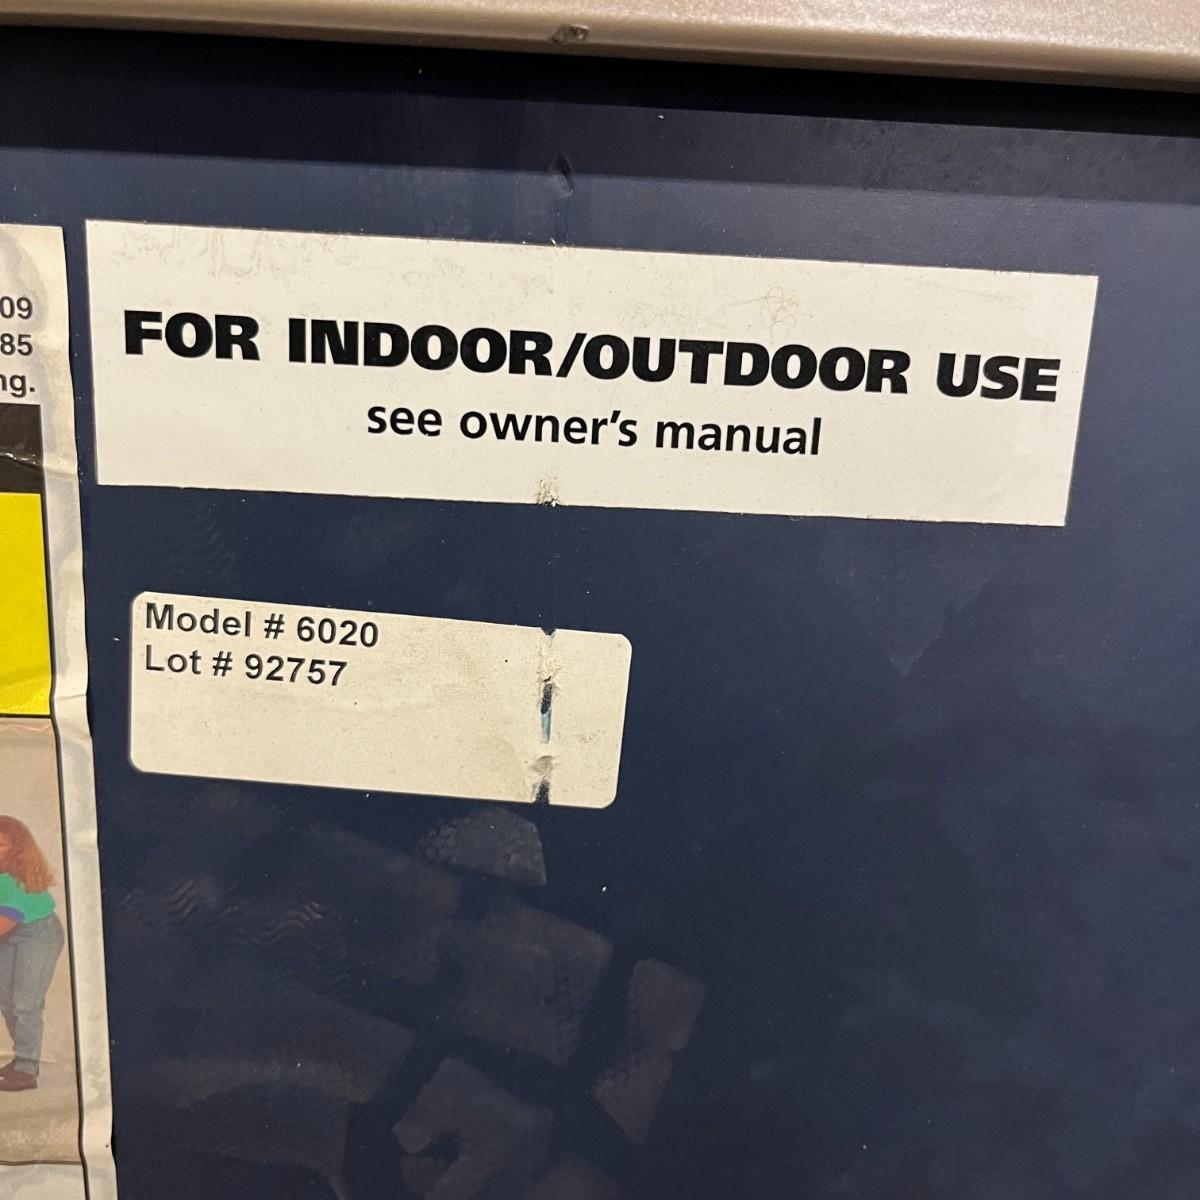 09
85
ng.
FOR INDOOR/OUTDOOR USE
see owner's manual
Model # 6020
Lot # 92757